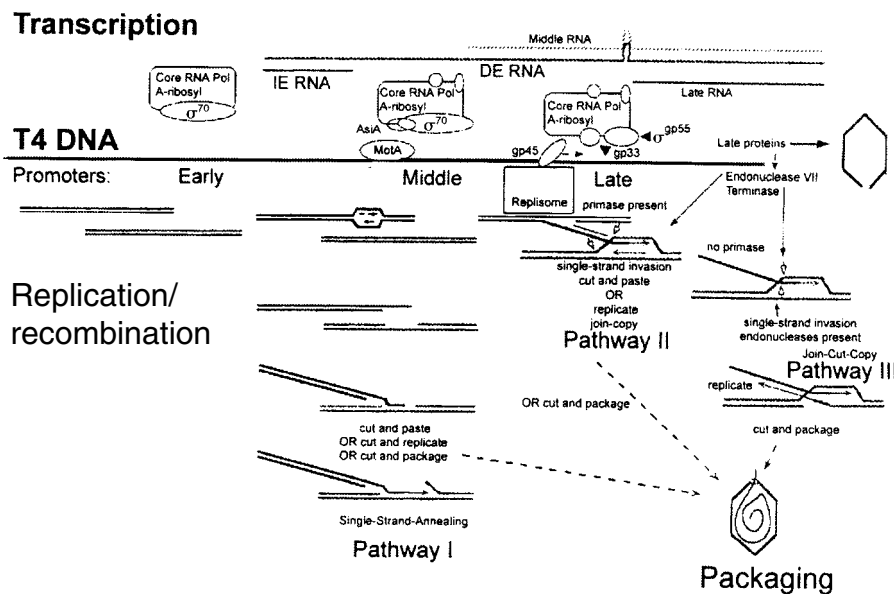 Transcription
Middle RNA
IE RNA
DE RNA
Late RNA
Core RNA Pol
A-ribosyl
σ70
Core RNA Pol
A-ribosyl
AsiA
σ70
MotA
Core RNA Pol
A-ribosyl
σgp55
gp45
gp33
T4 DNA
Late proteins
Promoters:
Early
Middle
Late
Endonuclease VII
Terminase
Replisome
primase present
no primase
Replication/
recombination
single-strand invasion
cut and paste
OR
replicate
join-copy
Pathway II
single-strand invasion
endonucleases present
Join-Cut-Copy
Pathway III
replicate
OR cut and package
cut and package
cut and paste
OR cut and replicate
OR cut and package
Single-Strand-Annealing
Pathway I
Packaging